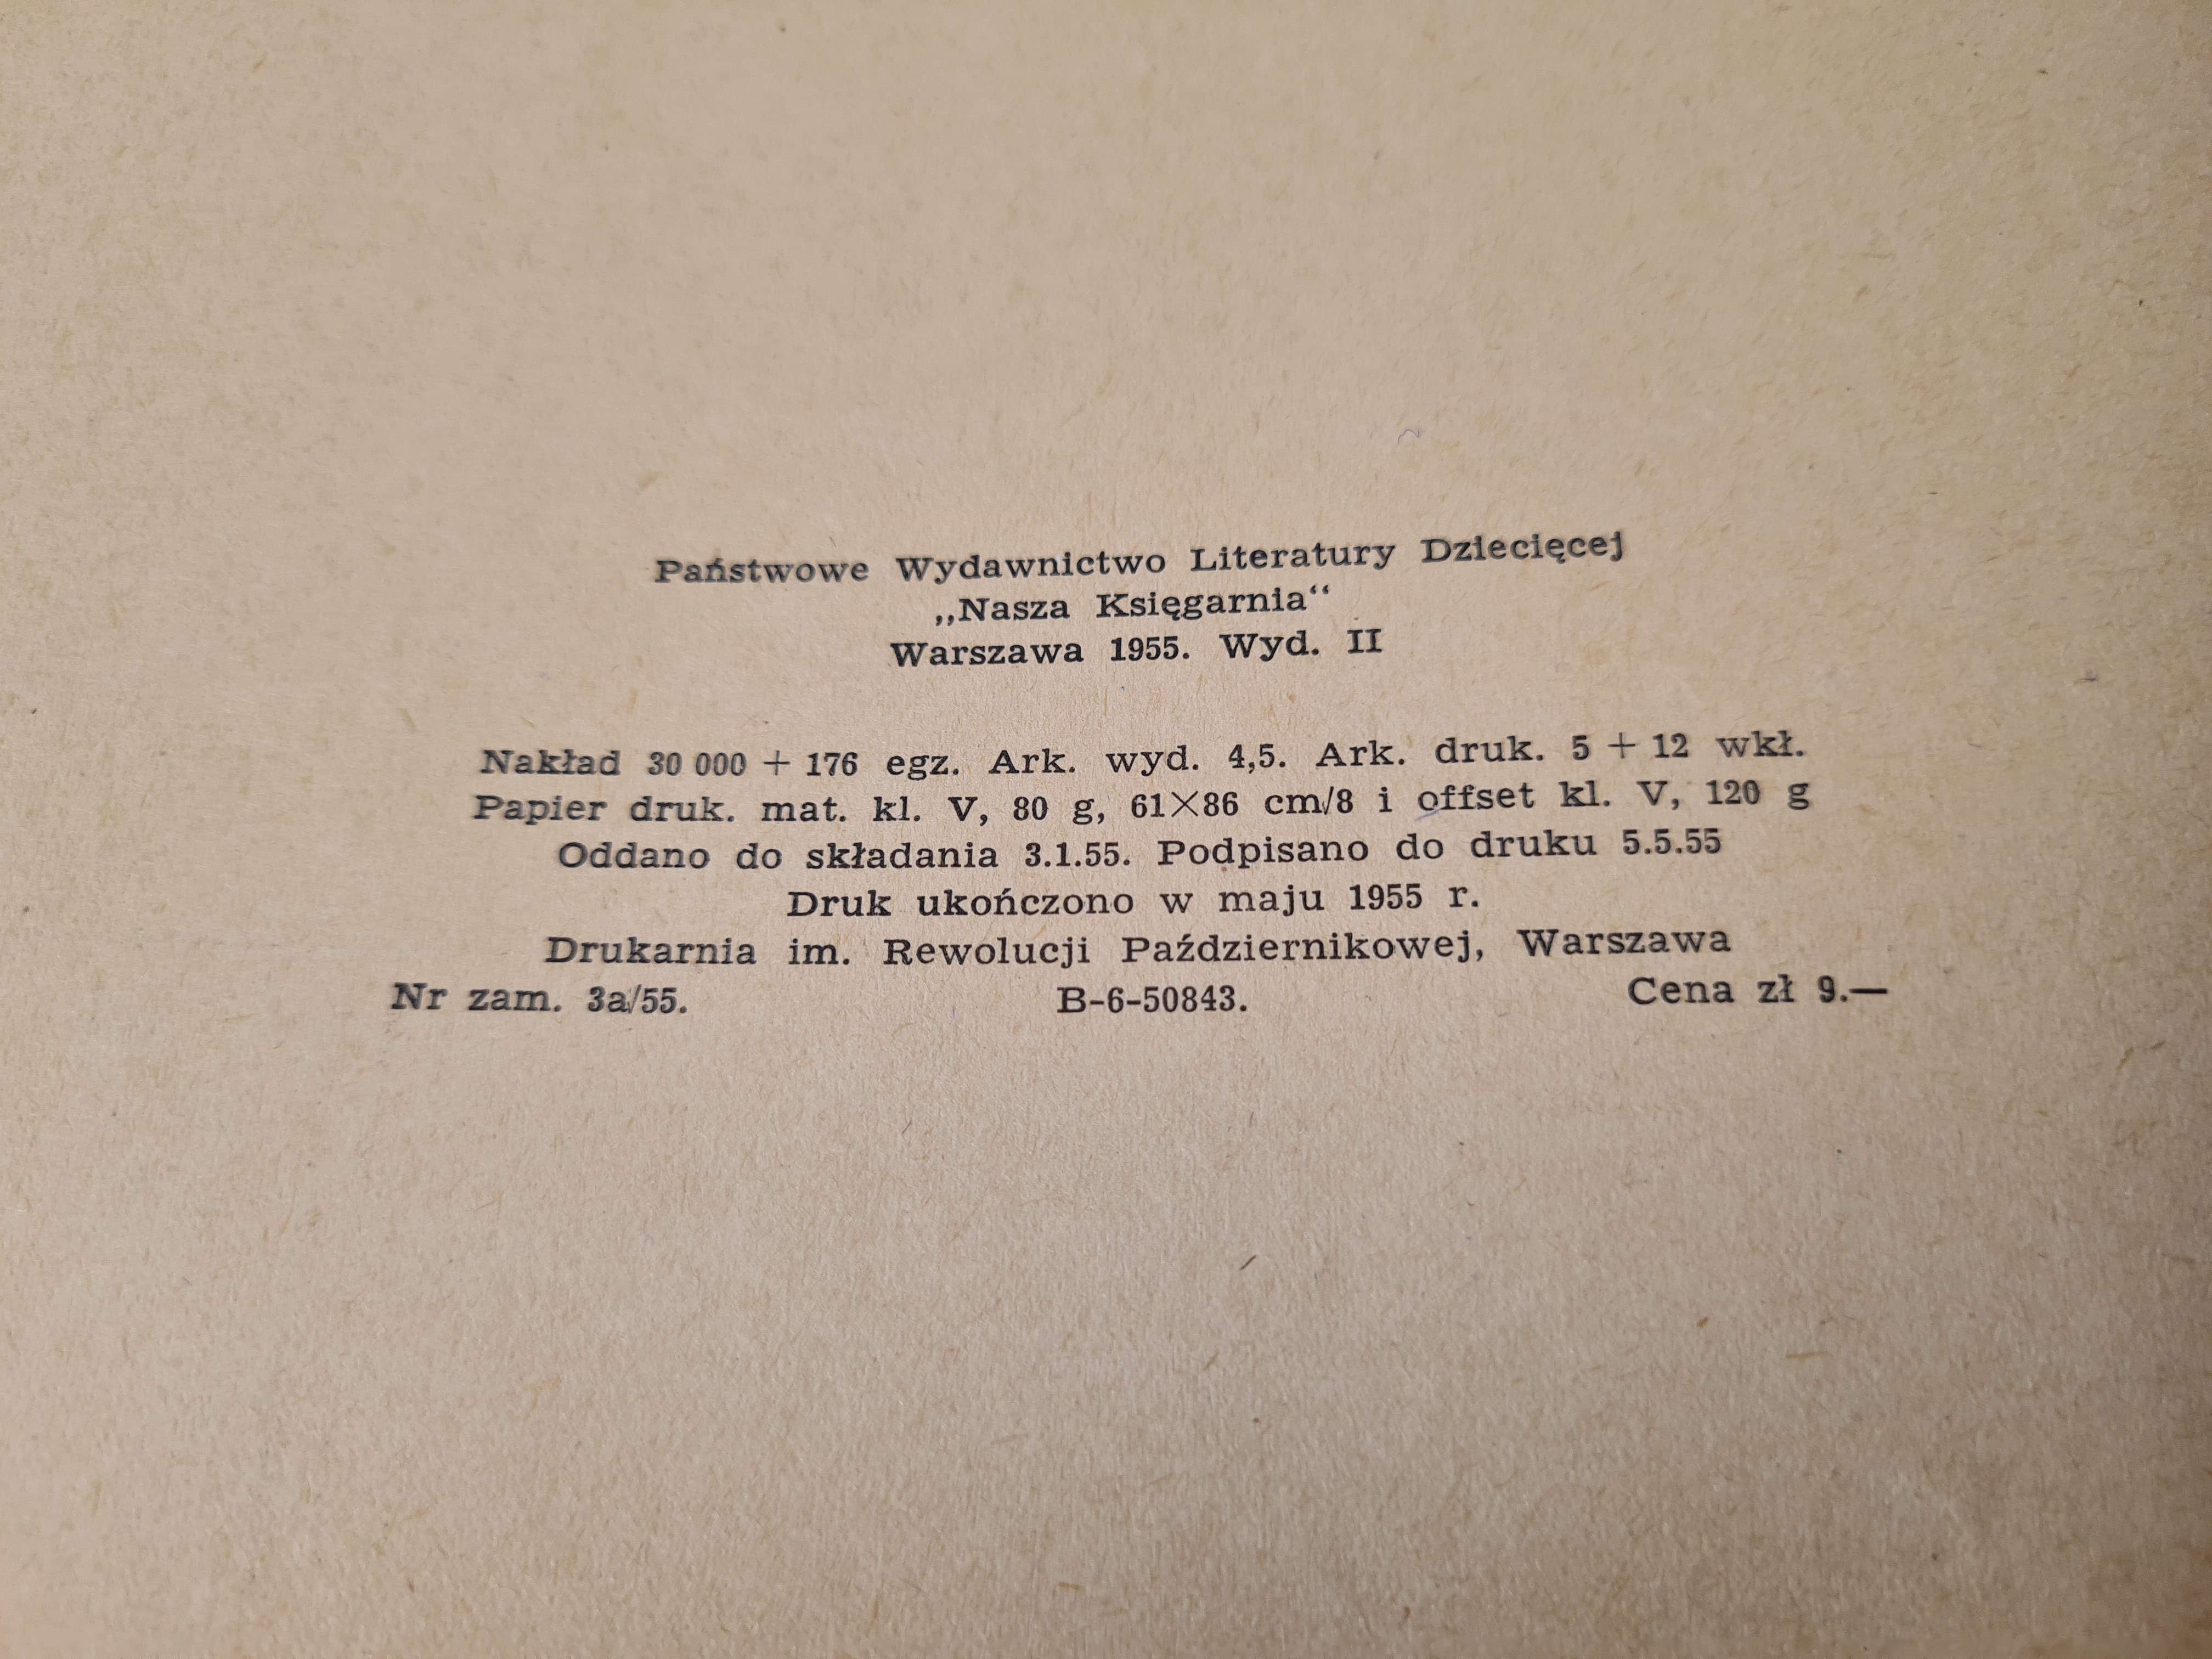 Państwowe Wydawnictwo Literatury Dziecięcej
„Nasza Księgarnia“
Warszawa 1955. Wyd. II
Nakład 30 000 + 176 egz. Ark. wyd. 4,5. Ark. druk. 5 + 12 wkł.
Papier druk. mat. kl. V, 80 g, 61×86 cm/8 i offset kl. V, 120 g
Oddano do składania 3.1.55. Podpisano do druku 5.5.55
Druk ukończono w maju 1955 r.
Drukarnia im. Rewolucji Październikowej, Warszawa
Nr zam. 3a/55. B-6-50843. Cena zł 9.—